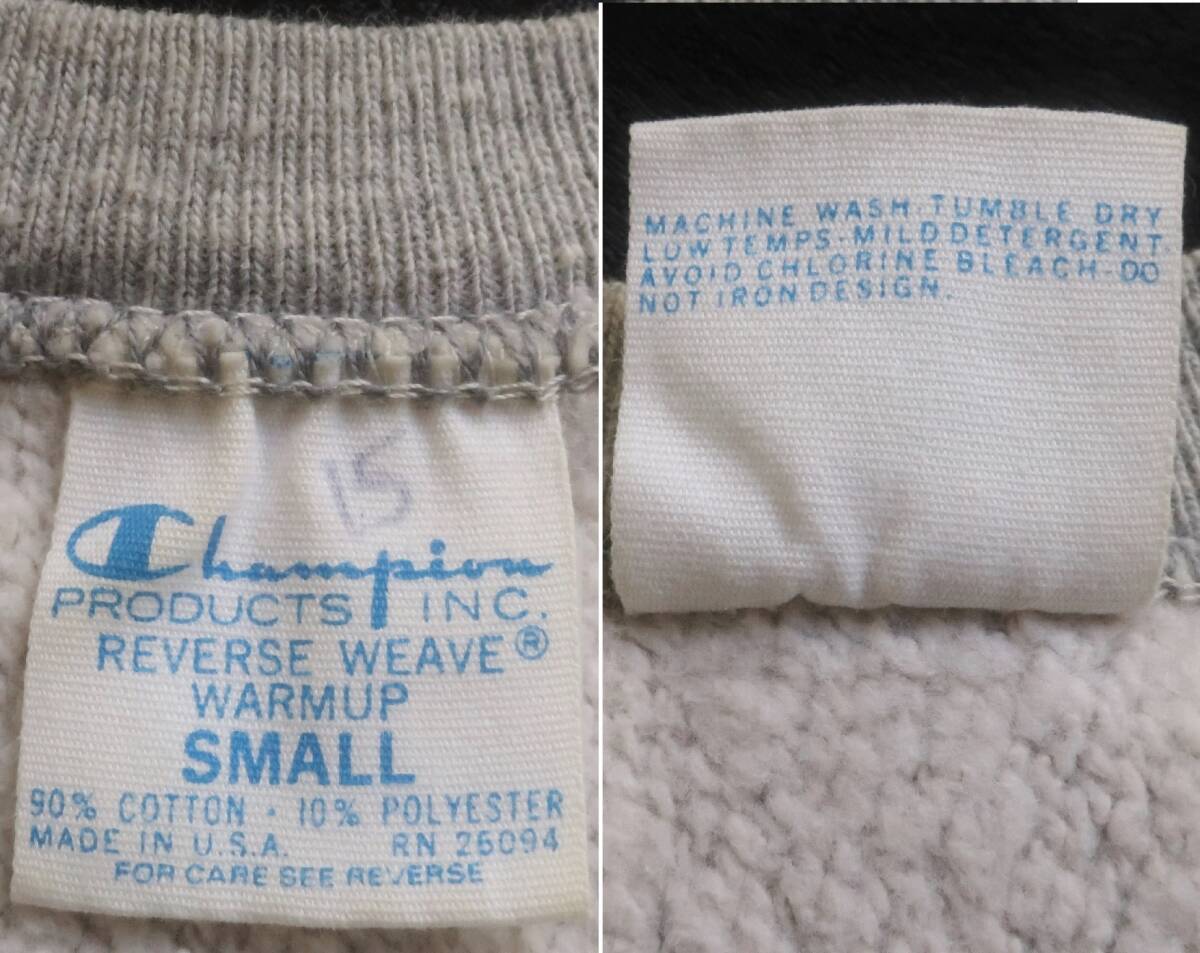 15
Champion
PRODUCTS INC.
REVERSE WEAVE®
WARMUP
SMALL
90% COTTON · 10% POLYESTER
MADE IN U.S.A. RN 26094
FOR CARE SEE REVERSE
MACHINE WASH·TUMBLE DRY
LOW TEMPS·MILD DETERGENT.
AVOID CHLORINE BLEACH-DO
NOT IRON DESIGN.